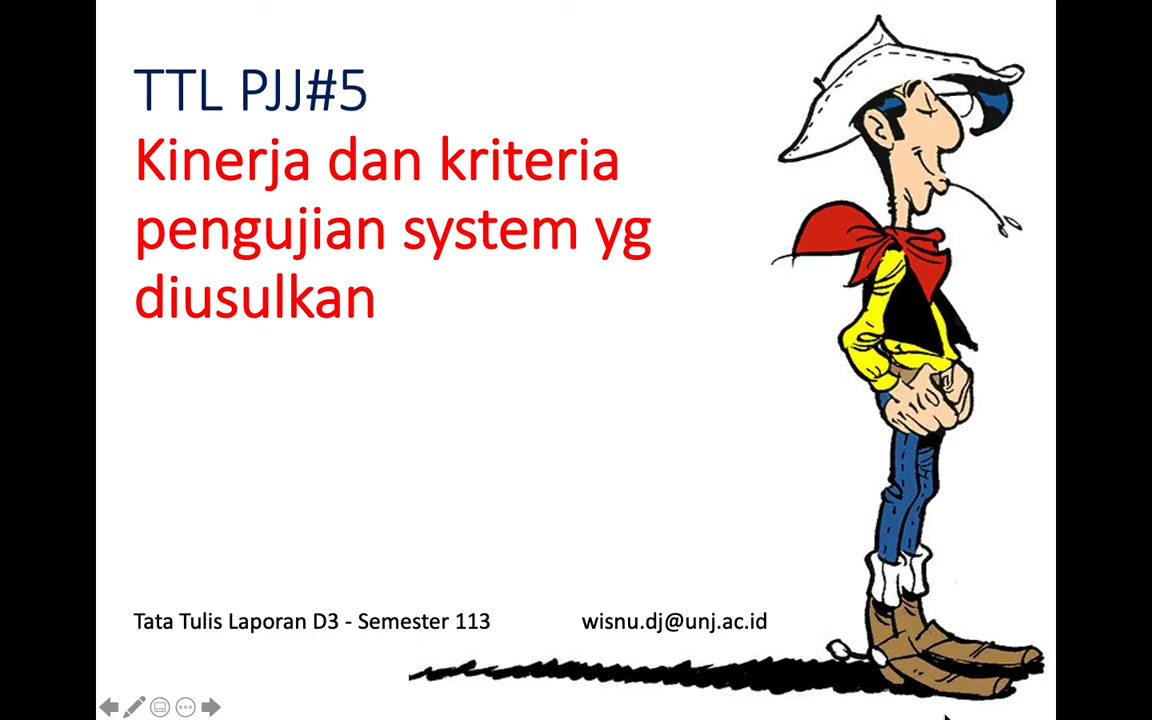 TTL PJJ#5
Kinerja dan kriteria
pengujian system yg
diusulkan
Tata Tulis Laporan D3 - Semester 113
wisnu.dj@unj.ac.id